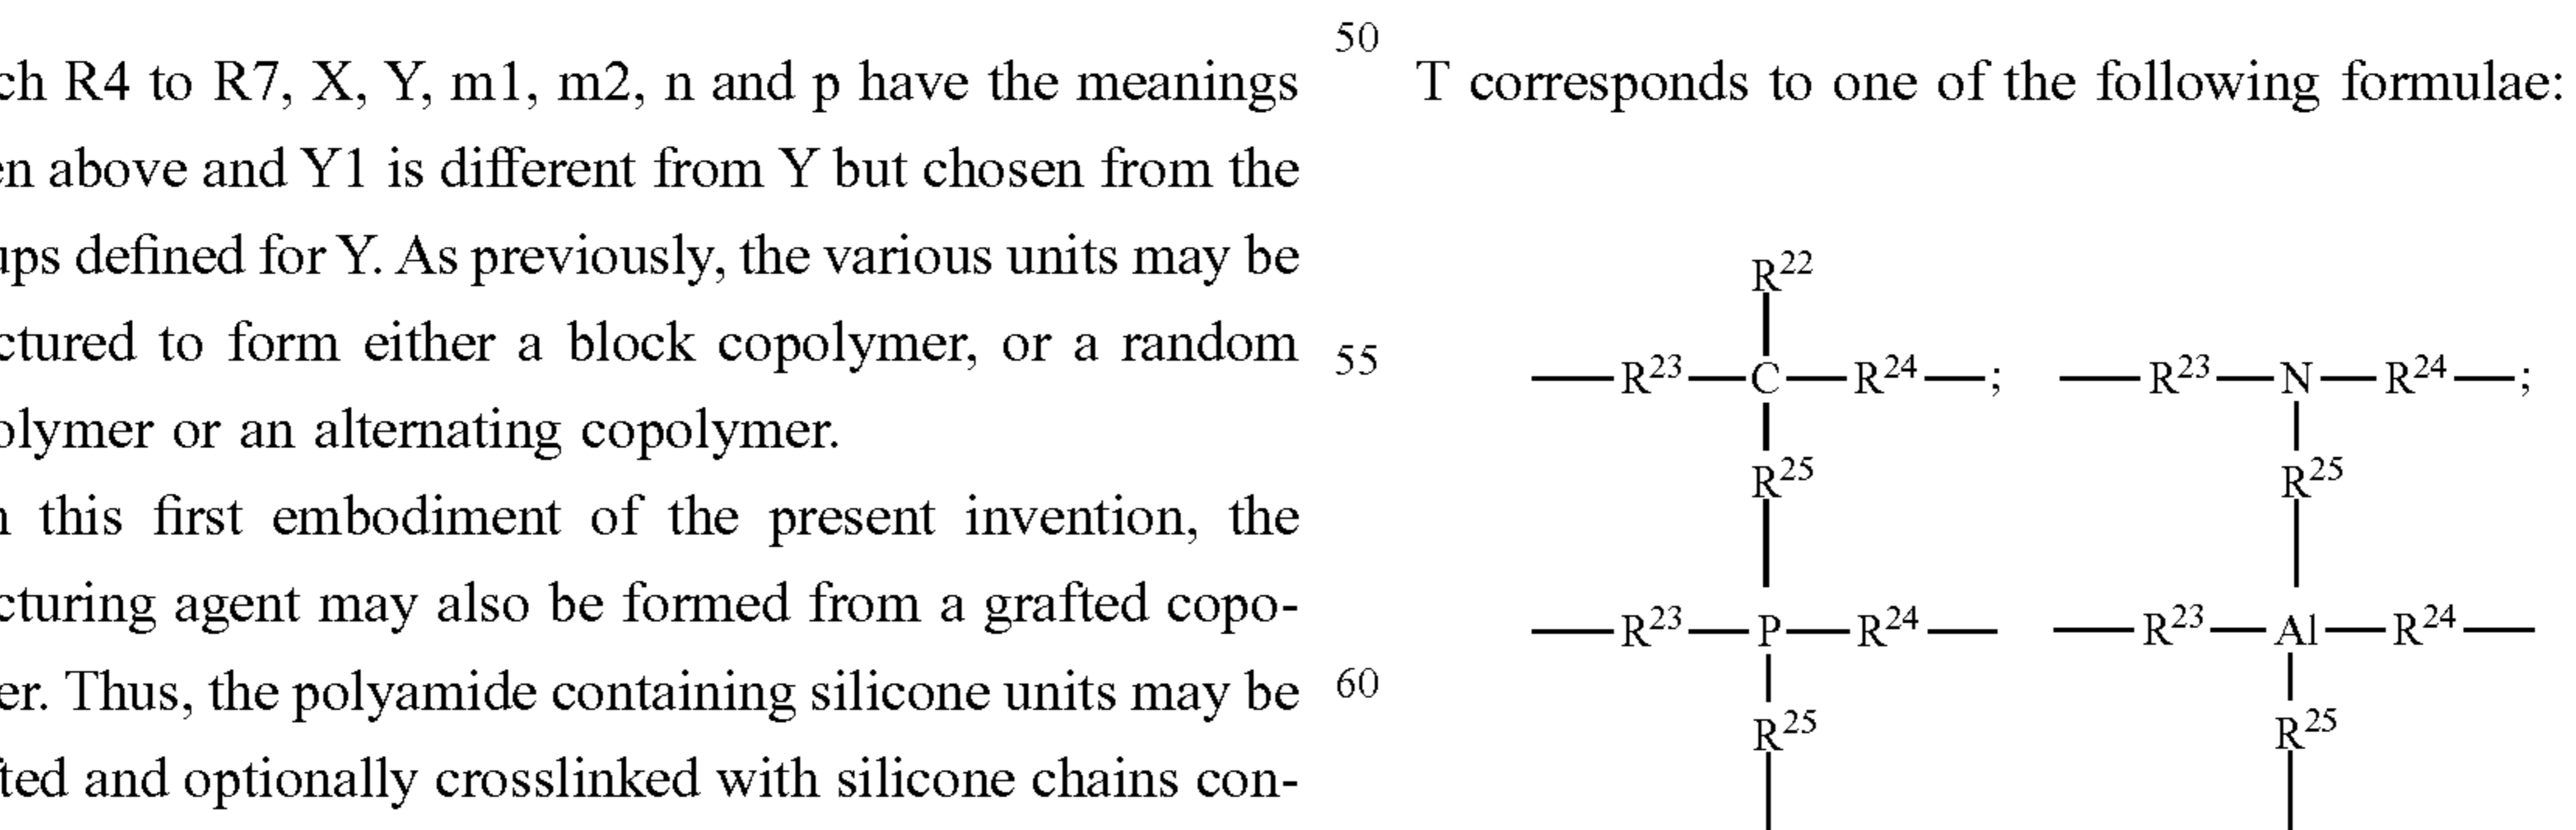 ch R4 to R7, X, Y, m1, m2, n and p have the meanings
en above and Y1 is different from Y but chosen from the
ups defined for Y. As previously, the various units may be
ctured to form either a block copolymer, or a random
olymer or an alternating copolymer.
n this first embodiment of the present invention, the
cturing agent may also be formed from a grafted copo-
er. Thus, the polyamide containing silicone units may be
ted and optionally crosslinked with silicone chains con-
50
55
60
T corresponds to one of the following formulae:
R22
—R23—C—R24—; —R23—N—R24—;
R25 R25
—R23—P—R24— —R23—Al—R24—
R25 R25